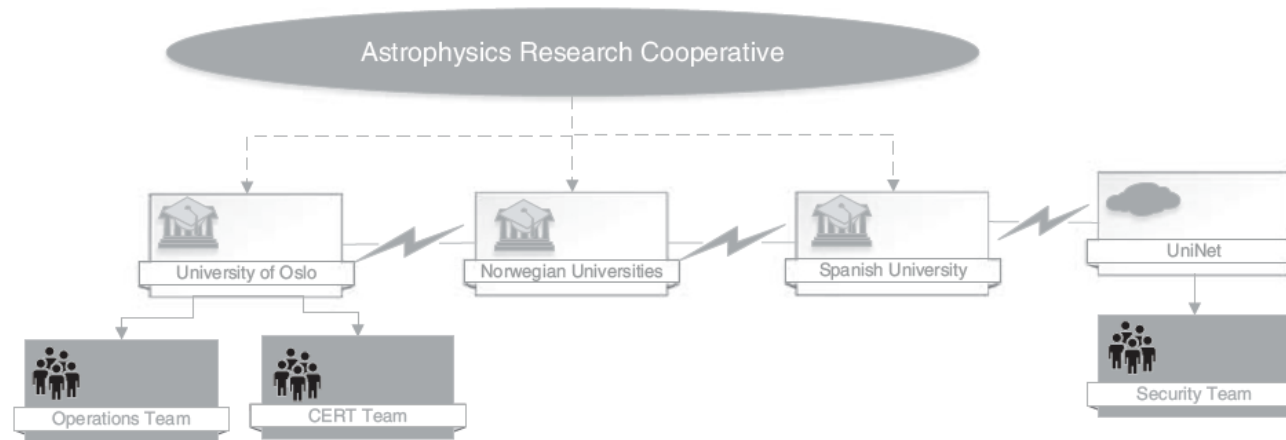 Astrophysics Research Cooperative
University of Oslo
Norwegian Universities
Spanish University
UniNet
Operations Team
CERT Team
Security Team